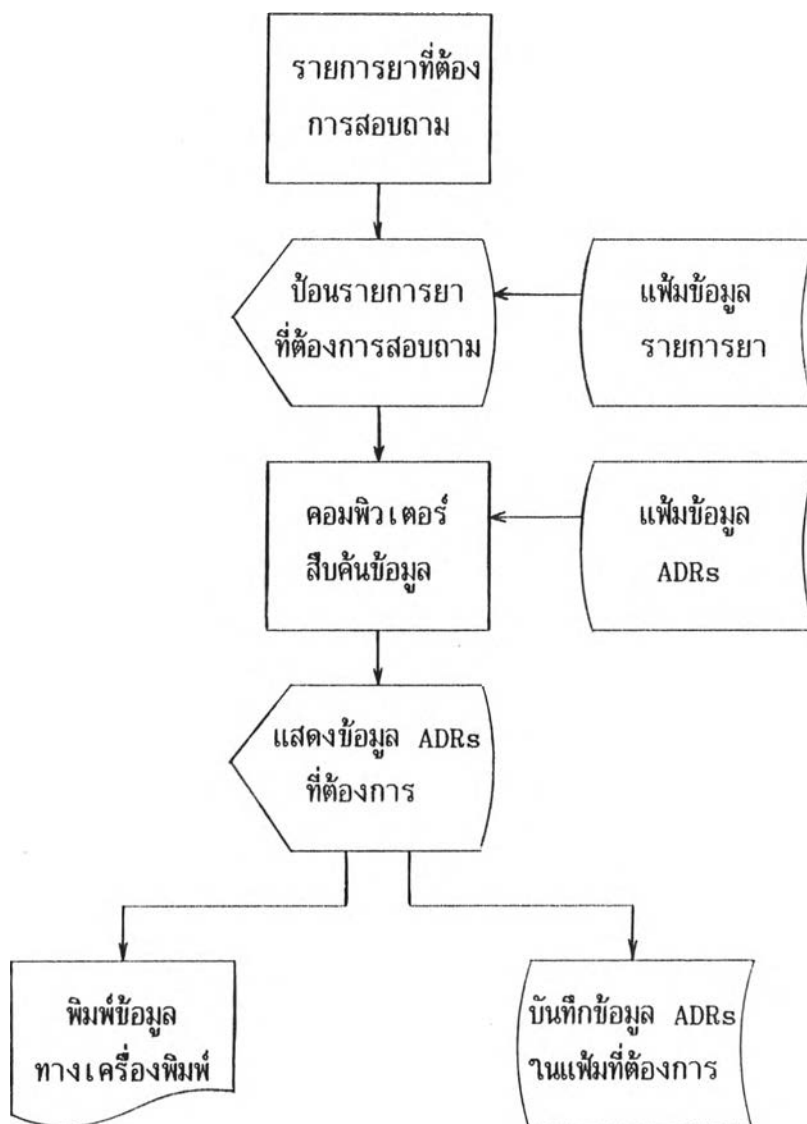 รายการยาที่ต้อง
การสอบถาม
ป้อนรายการยา
ที่ต้องการสอบถาม
แฟ้มข้อมูล
รายการยา
คอมพิวเตอร์
สืบค้นข้อมูล
แฟ้มข้อมูล
ADRs
แสดงข้อมูล ADRs
ที่ต้องการ
พิมพ์ข้อมูล
ทางเครื่องพิมพ์
บันทึกข้อมูล ADRs
ในแฟ้มที่ต้องการ